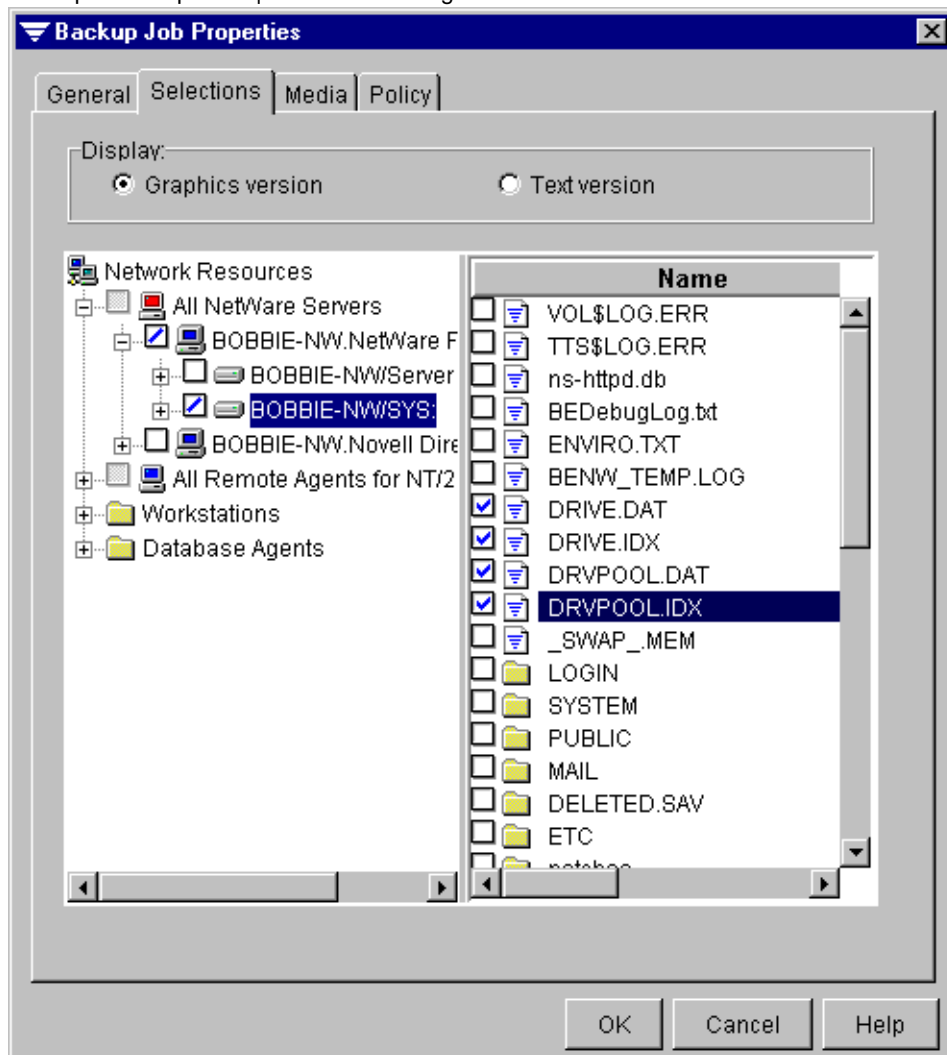 Backup Job Properties
General Selections Media Policy
Display:
Graphics version Text version
Network Resources
All NetWare Servers
BOBBIE-NW.NetWare F
BOBBIE-NW/Server
BOBBIE-NW/SYS:
BOBBIE-NW.Novell Dire
All Remote Agents for NT/2
Workstations
Database Agents
Name
VOL$LOG.ERR
TTS$LOG.ERR
ns-httpd.db
BEDebugLog.txt
ENVIRO.TXT
BENW_TEMP.LOG
DRIVE.DAT
DRIVE.IDX
DRVPOOL.DAT
DRVPOOL.IDX
_SWAP_.MEM
LOGIN
SYSTEM
PUBLIC
MAIL
DELETED.SAV
ETC
OK Cancel Help